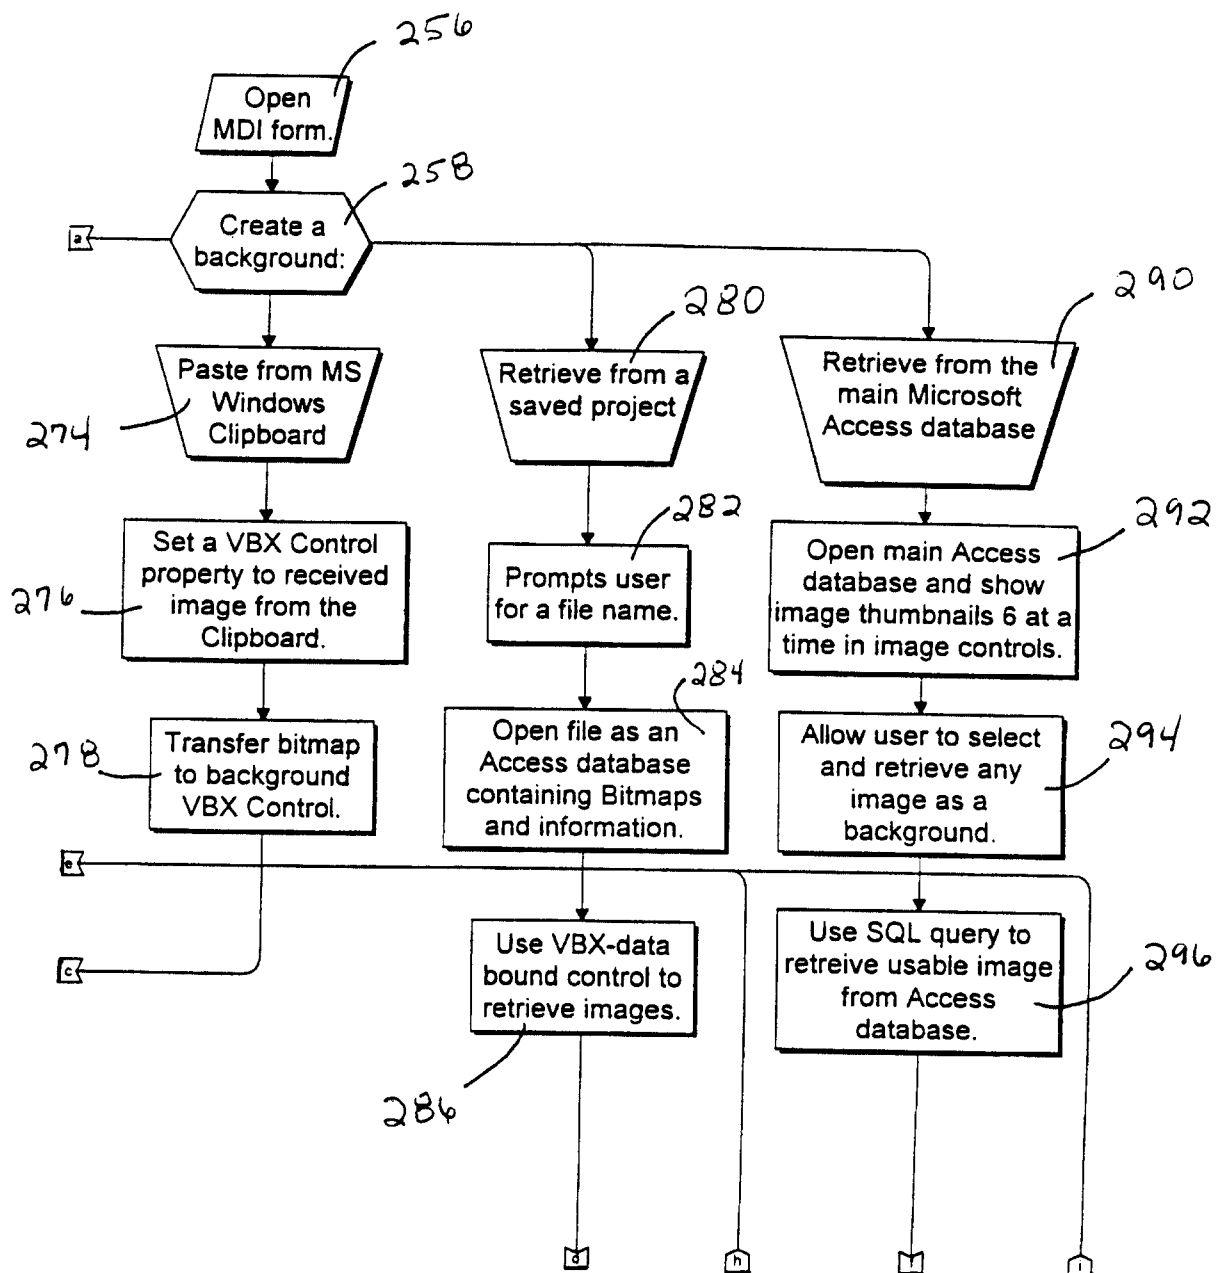 256
Open
MDI form.
258
a
Create a
background:
280
290
Paste from MS
Windows
Clipboard
274
Retrieve from a
saved project
Retrieve from the
main Microsoft
Access database
282
292
Set a VBX Control
property to received
image from the
Clipboard.
276
Prompts user
for a file name.
Open main Access
database and show
image thumbnails 6 at a
time in image controls.
284
278
Transfer bitmap
to background
VBX Control.
Open file as an
Access database
containing Bitmaps
and information.
Allow user to select
and retrieve any
image as a
background.
294
e
c
Use VBX-data
bound control to
retrieve images.
Use SQL query to
retreive usable image
from Access
database.
296
286
d
h
f
i